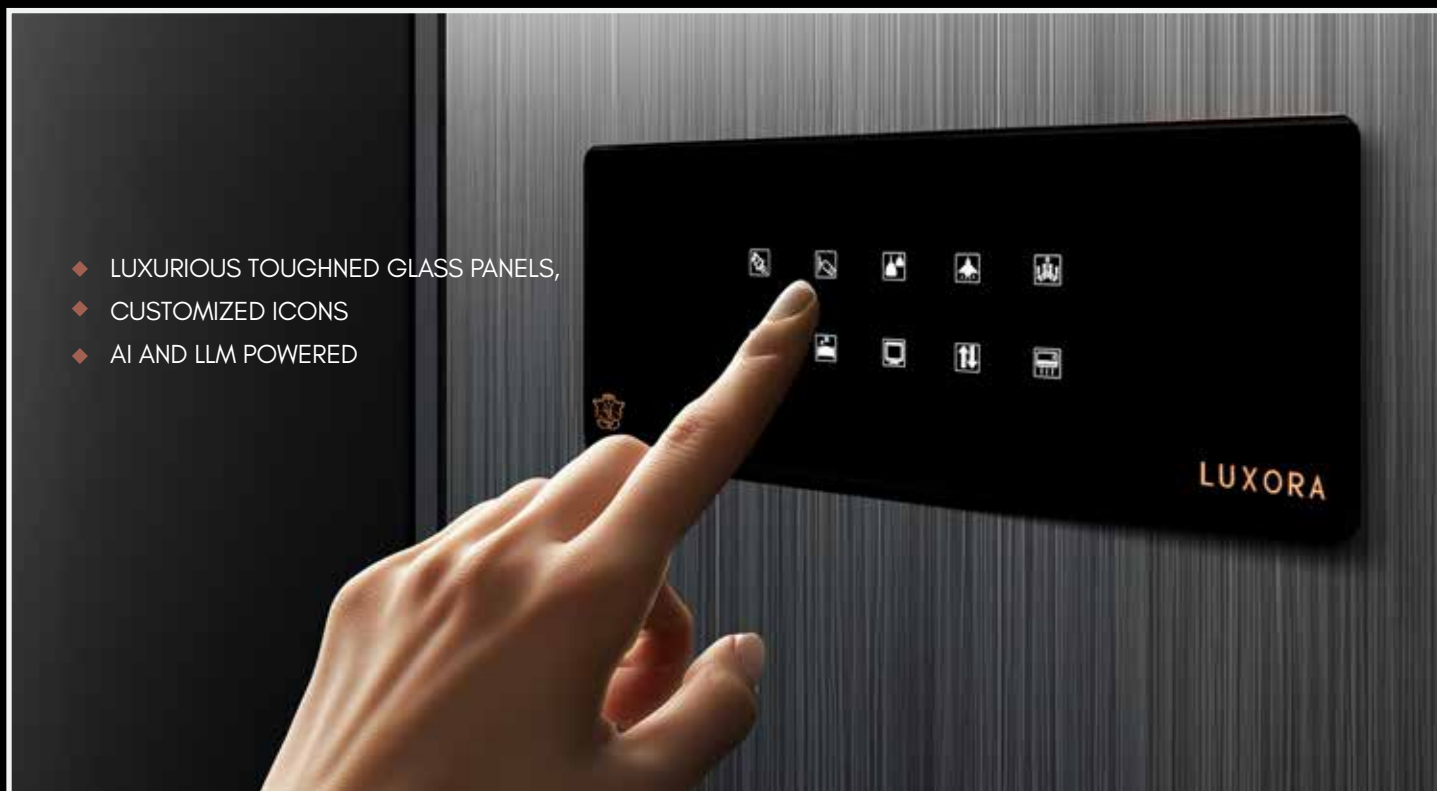 LUXURIOUS TOUGHNED GLASS PANELS,
CUSTOMIZED ICONS
AI AND LLM POWERED
LUXORA